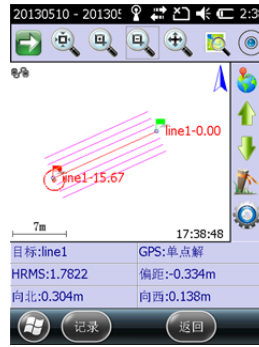 20130510 - 20130 2:3
line1-0.00
line1-15.67
7m
17:38:48
目标:line1
GPS:单点解
HRMS:1.7822
偏距:-0.334m
向北:0.304m
向西:0.138m
记录
返回